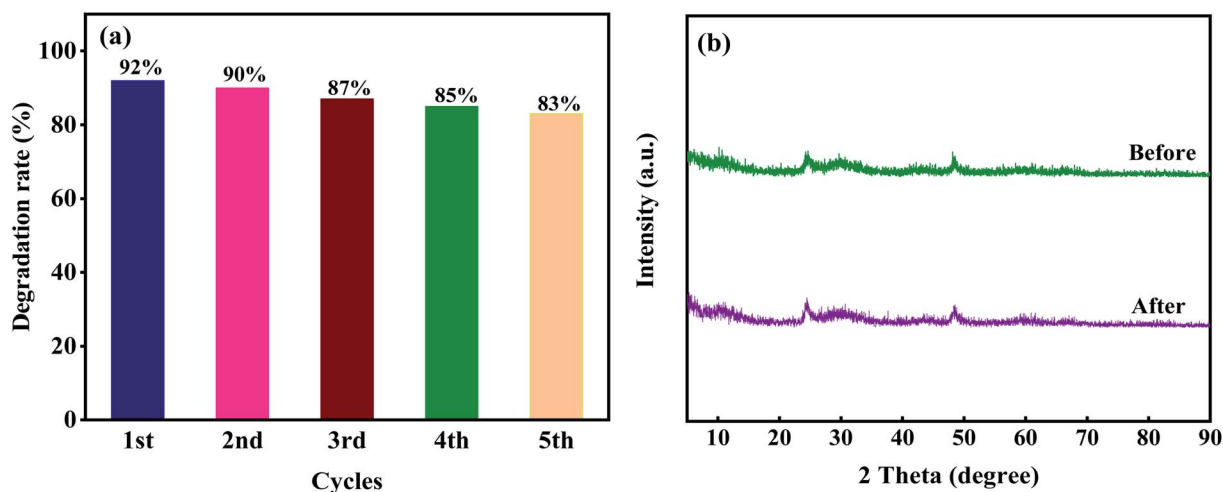 (a)
100
80
60
40
20
0
Degradation rate (%)
92%
90%
87%
85%
83%
1st 2nd 3rd 4th 5th
Cycles
(b)
Intensity (a.u.)
Before
After
10 20 30 40 50 60 70 80 90
2 Theta (degree)